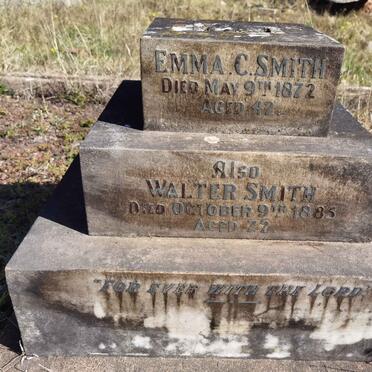 EMMA. C. SMITH
DIED MAY 9TH 1872
AGED 42.
Also
WALTER SMITH
DIED OCTOBER 9TH 1885
AGED
"FOR EVER WITH THE LORD"